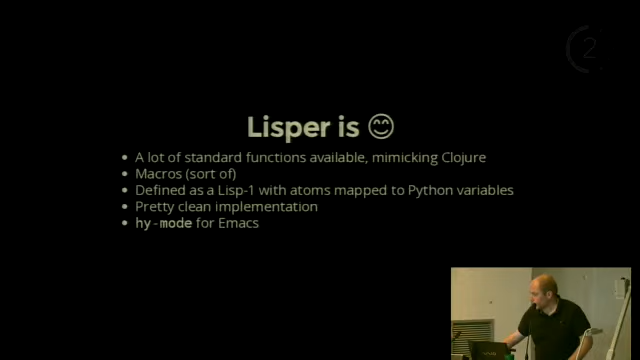 2
Lisper is 😊
A lot of standard functions available, mimicking Clojure
Macros (sort of)
Defined as a Lisp-1 with atoms mapped to Python variables
Pretty clean implementation
hy-mode for Emacs